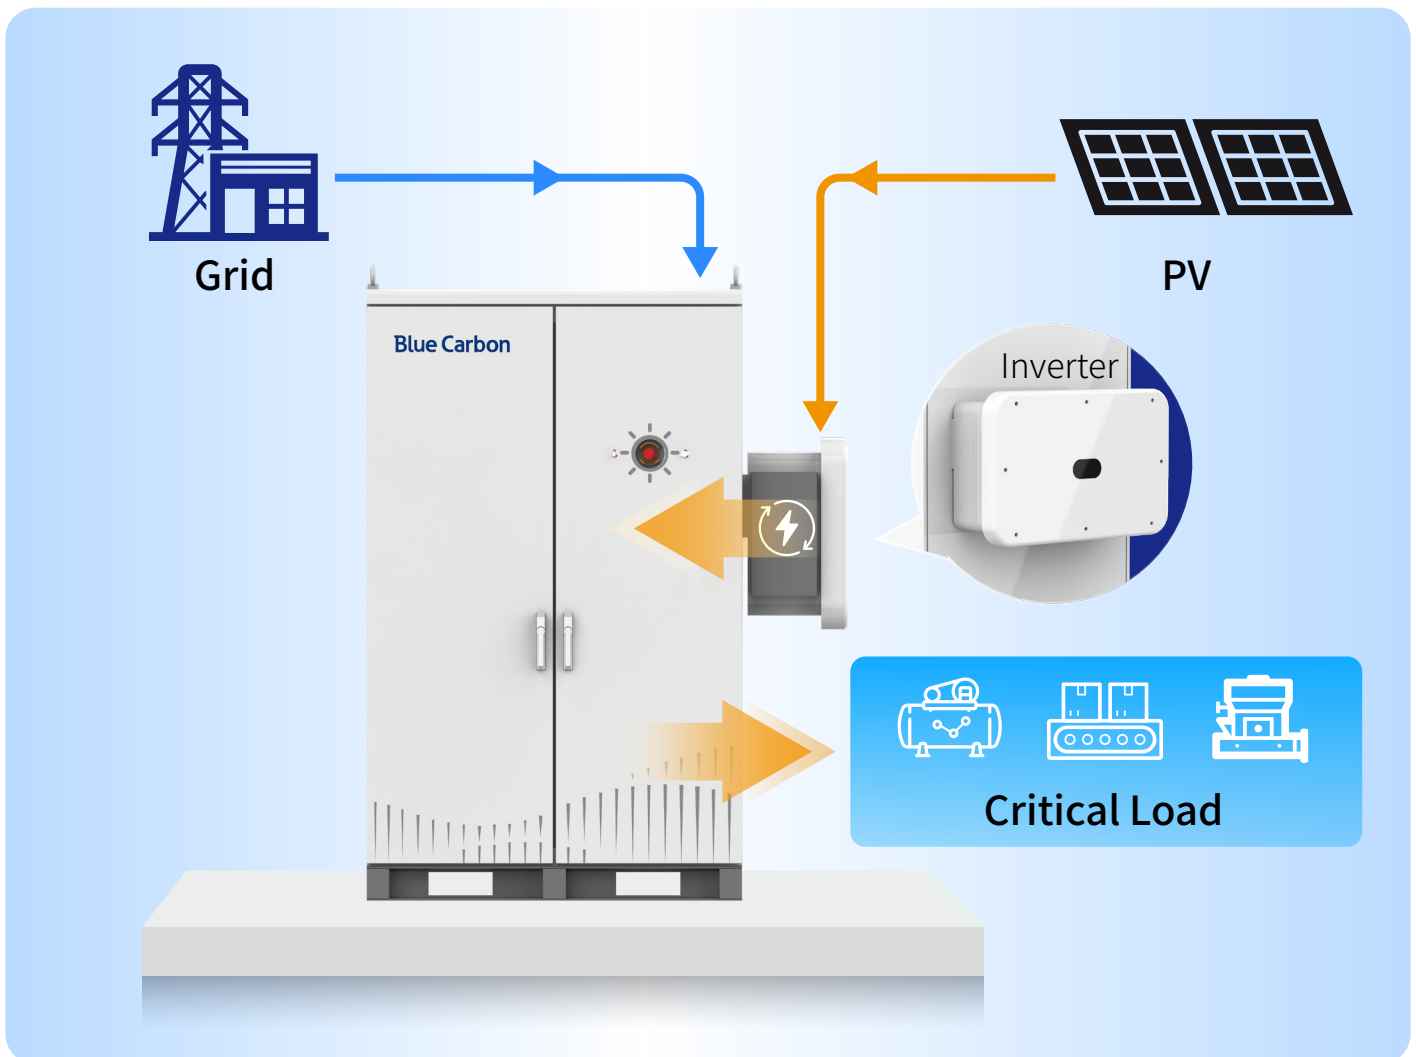 Grid
PV
Blue Carbon
Inverter
Critical Load